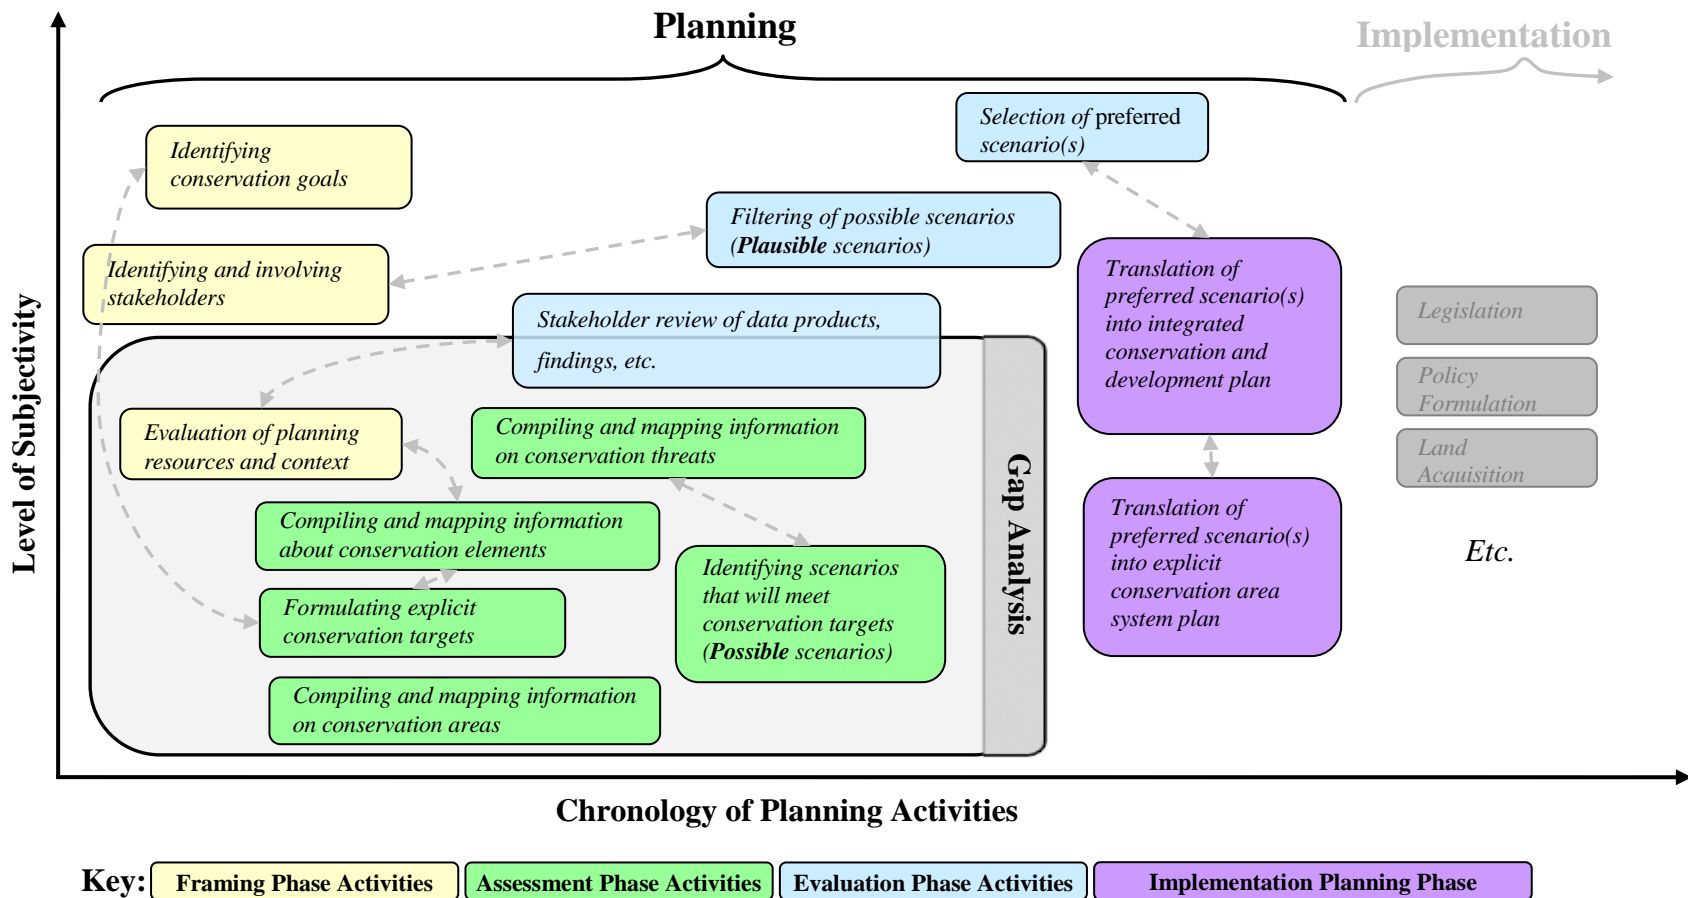 Planning
Implementation
Identifying
conservation goals
Selection of preferred
scenario(s)
Filtering of possible scenarios
(Plausible scenarios)
Identifying and involving
stakeholders
Stakeholder review of data products,
findings, etc.
Translation of
preferred scenario(s)
into integrated
conservation and
development plan
Legislation
Policy
Formulation
Land
Acquisition
Etc.
Evaluation of planning
resources and context
Compiling and mapping information
on conservation threats
Compiling and mapping information
about conservation elements
Formulating explicit
conservation targets
Identifying scenarios
that will meet
conservation targets
(Possible scenarios)
Compiling and mapping information
on conservation areas
Gap Analysis
Translation of
preferred scenario(s)
into explicit
conservation area
system plan
Level of Subjectivity
Chronology of Planning Activities
Key: Framing Phase Activities Assessment Phase Activities Evaluation Phase Activities Implementation Planning Phase